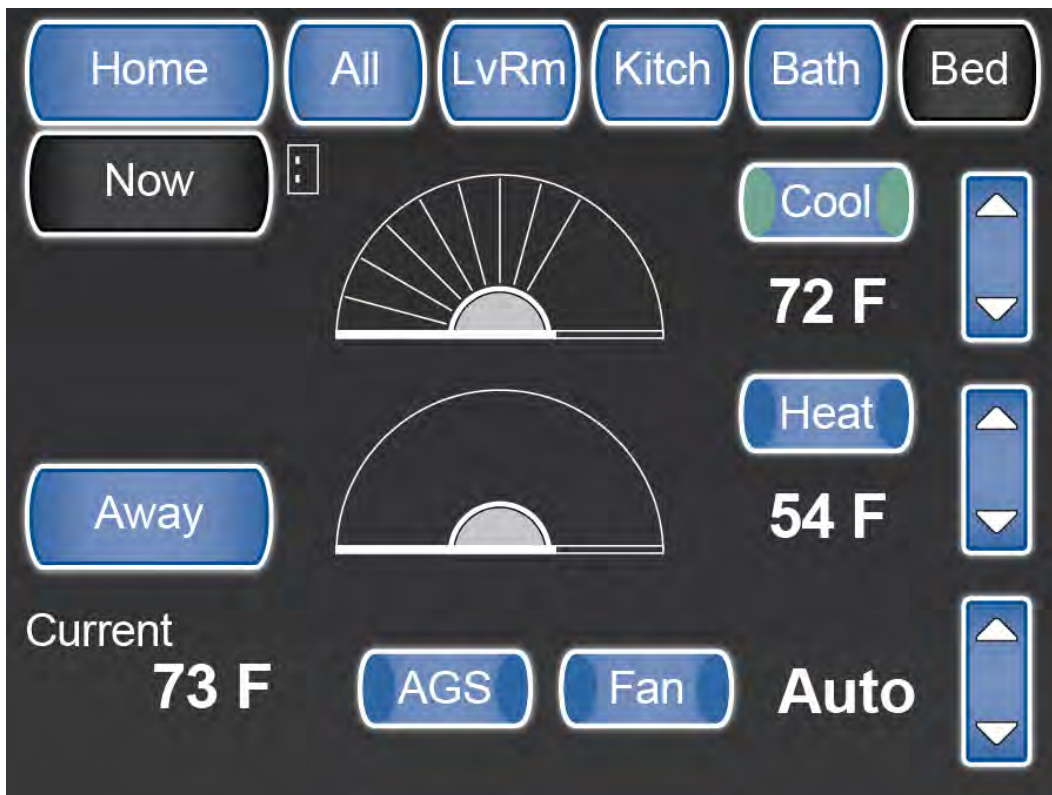 Home All LvRm Kitch Bath Bed
Now
Cool
72 F
Heat
54 F
Away
Current
73 F
AGS Fan Auto